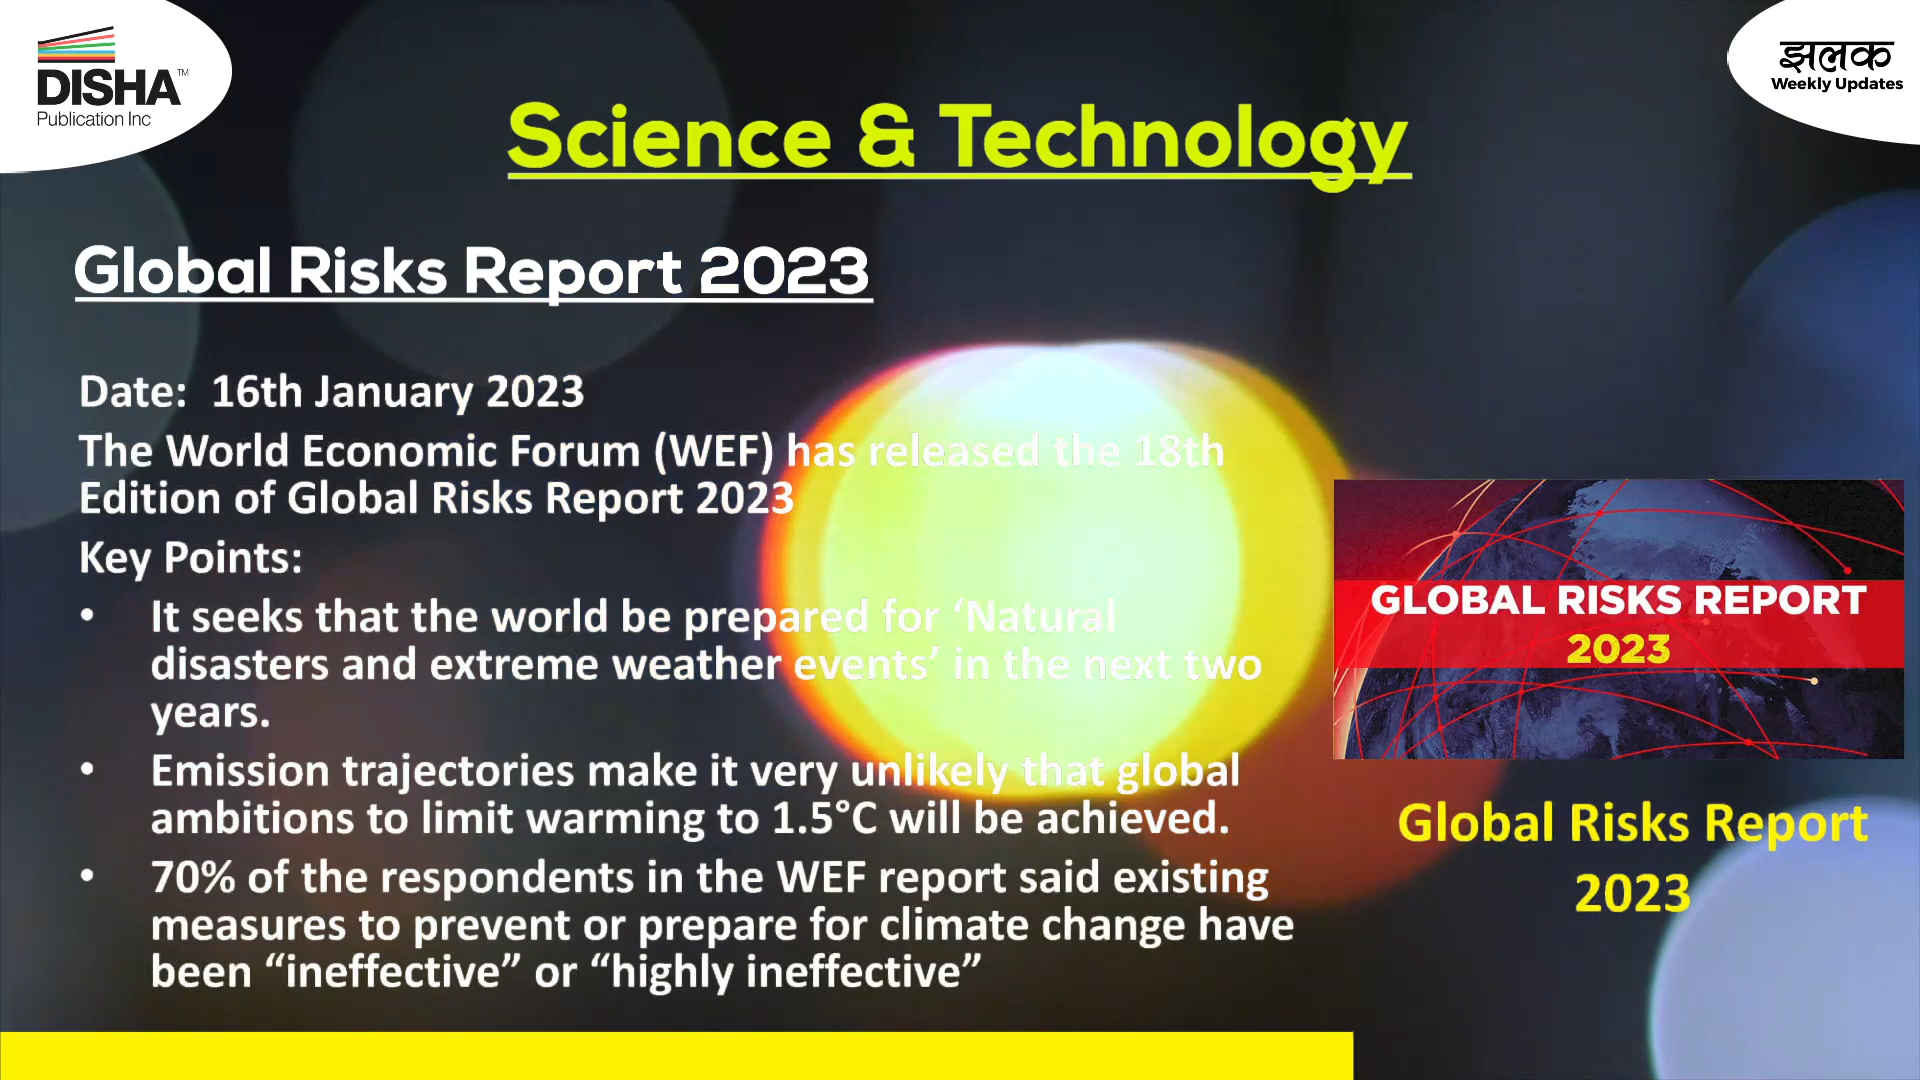 DISHA™
Publication Inc
झलक
Weekly Updates
Science & Technology
Global Risks Report 2023
Date: 16th January 2023
The World Economic Forum (WEF) has released the 18th
Edition of Global Risks Report 2023
Key Points:
• It seeks that the world be prepared for ‘Natural
disasters and extreme weather events’ in the next two
years.
• Emission trajectories make it very unlikely that global
ambitions to limit warming to 1.5°C will be achieved.
• 70% of the respondents in the WEF report said existing
measures to prevent or prepare for climate change have
been “ineffective” or “highly ineffective”
GLOBAL RISKS REPORT
2023
Global Risks Report
2023